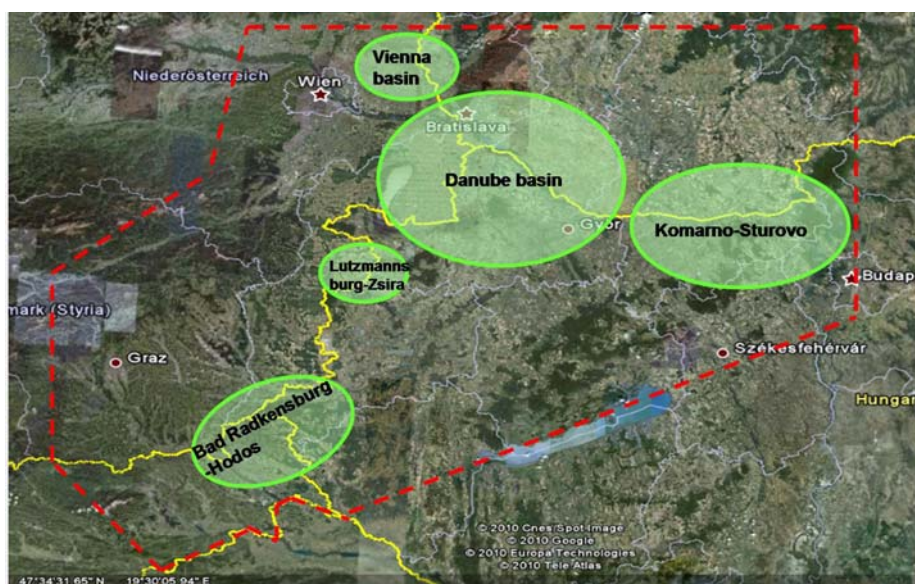 Vienna
basin
Niederösterreich
Wien
Bratislava
Danube basin
Győr
Komarno-Sturovo
Lutzmanns
burg-Zsira
Budap
mark (Styria)
Graz
Székesfehérvár
Bad Radkensburg
-Hodos
Hungar
© 2010 Cnes/Spot Image
© 2010 Google
© 2010 Europa Technologies
© 2010 Tele Atlas
47°34'31.65" N 19°30'05.94" E